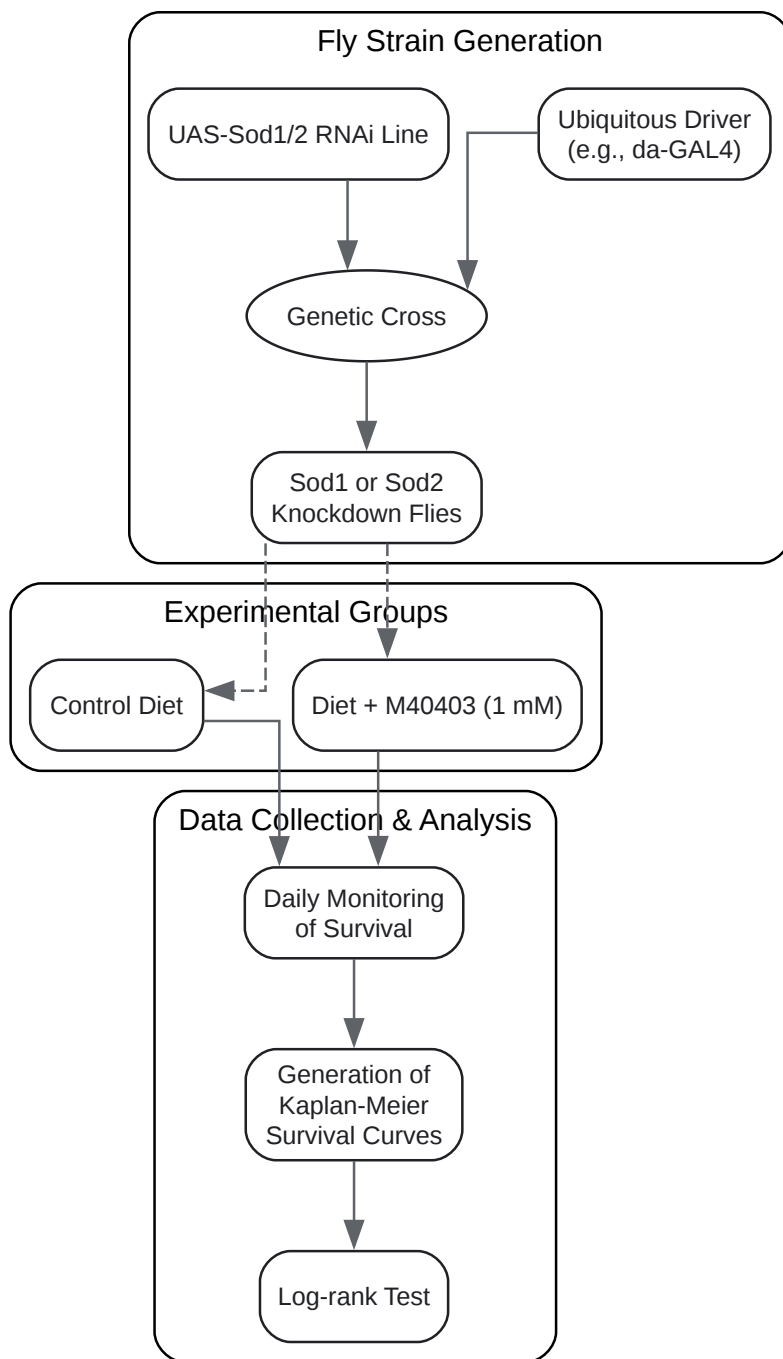 Fly Strain Generation
UAS-Sod1/2 RNAi Line
Ubiquitous Driver
(e.g., da-GAL4)
Genetic Cross
Sod1 or Sod2
Knockdown Flies
Experimental Groups
Control Diet
Diet + M40403 (1 mM)
Data Collection & Analysis
Daily Monitoring
of Survival
Generation of
Kaplan-Meier
Survival Curves
Log-rank Test